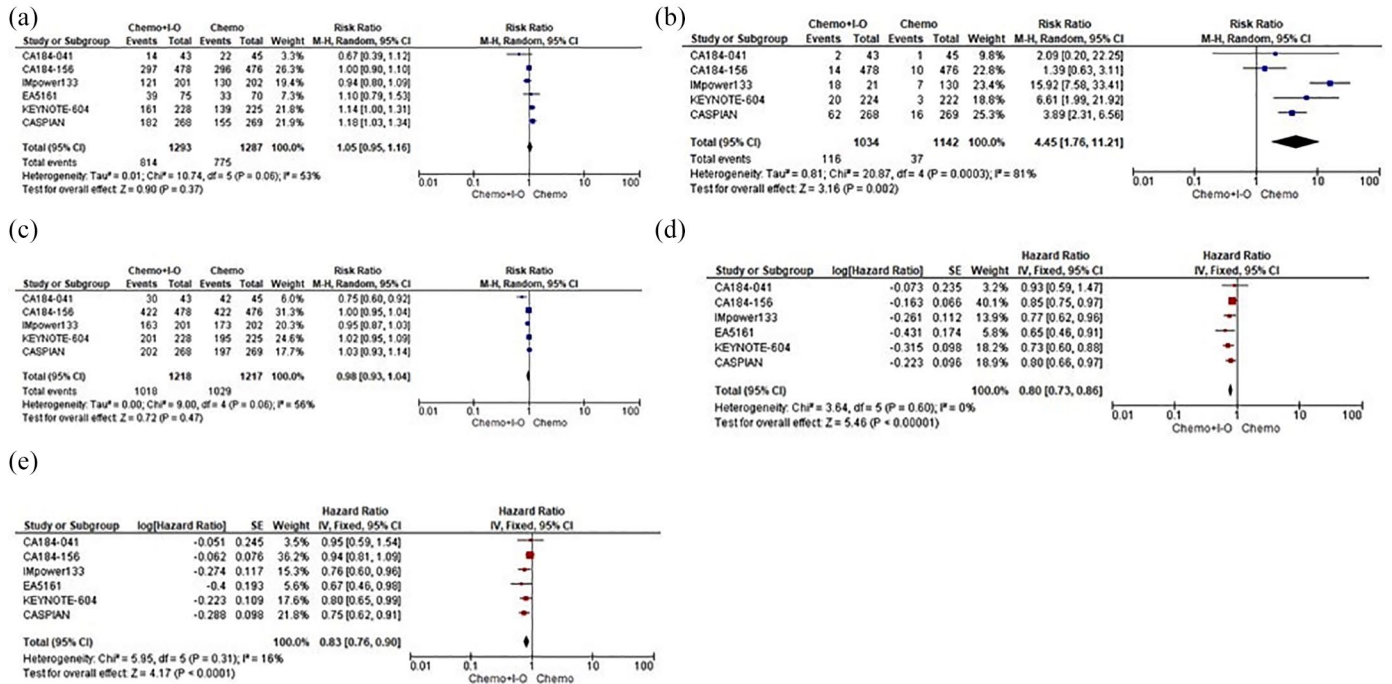 (a)
Chemo+I-O Chemo Risk Ratio Risk Ratio
Study or Subgroup Events Total Events Total Weight M-H, Random, 95% CI M-H, Random, 95% CI
CA184-041 14 43 22 45 3.3% 0.67 [0.39, 1.12]
CA184-156 297 478 296 476 26.3% 1.00 [0.90, 1.10]
IMpower133 121 201 130 202 19.4% 0.94 [0.80, 1.09]
EA5161 39 75 33 70 7.3% 1.10 [0.79, 1.53]
KEYNOTE-604 161 228 139 225 21.8% 1.14 [1.00, 1.31]
CASPIAN 182 268 155 269 21.9% 1.18 [1.03, 1.34]
Total (95% CI) 1293 1287 100.0% 1.05 [0.95, 1.16]
Total events 814 775
Heterogeneity: Tau² = 0.01; Chi² = 10.74, df = 5 (P = 0.06); I² = 53%
Test for overall effect: Z = 0.90 (P = 0.37)
0.01 0.1 1 10 100
Chemo+I-O Chemo
(b)
Chemo+I-O Chemo Risk Ratio Risk Ratio
Study or Subgroup Events Total Events Total Weight M-H, Random, 95% CI M-H, Random, 95% CI
CA184-041 2 43 1 45 9.8% 2.09 [0.20, 22.25]
CA184-156 14 478 10 476 22.8% 1.39 [0.63, 3.11]
IMpower133 18 21 7 130 23.3% 15.92 [7.58, 33.41]
KEYNOTE-604 20 224 3 222 18.8% 6.61 [1.99, 21.92]
CASPIAN 62 268 16 269 25.3% 3.89 [2.31, 6.56]
Total (95% CI) 1034 1142 100.0% 4.45 [1.76, 11.21]
Total events 116 37
Heterogeneity: Tau² = 0.81; Chi² = 20.87, df = 4 (P = 0.0003); I² = 81%
Test for overall effect: Z = 3.16 (P = 0.002)
0.01 0.1 1 10 100
Chemo+I-O Chemo
(c)
Chemo+I-O Chemo Risk Ratio Risk Ratio
Study or Subgroup Events Total Events Total Weight M-H, Random, 95% CI M-H, Random, 95% CI
CA184-041 30 43 42 45 6.0% 0.75 [0.60, 0.92]
CA184-156 422 478 422 476 31.3% 1.00 [0.95, 1.04]
IMpower133 163 201 173 202 20.3% 0.95 [0.87, 1.03]
KEYNOTE-604 201 228 195 225 24.6% 1.02 [0.95, 1.09]
CASPIAN 202 268 197 269 17.7% 1.03 [0.93, 1.14]
Total (95% CI) 1218 1217 100.0% 0.98 [0.93, 1.04]
Total events 1018 1029
Heterogeneity: Tau² = 0.00; Chi² = 9.00, df = 4 (P = 0.06); I² = 56%
Test for overall effect: Z = 0.72 (P = 0.47)
0.01 0.1 1 10 100
Chemo+I-O Chemo
(d)
Hazard Ratio Hazard Ratio
Study or Subgroup log[Hazard Ratio] SE Weight IV, Fixed, 95% CI IV, Fixed, 95% CI
CA184-041 -0.073 0.235 3.2% 0.93 [0.59, 1.47]
CA184-156 -0.163 0.066 40.1% 0.85 [0.75, 0.97]
IMpower133 -0.261 0.112 13.9% 0.77 [0.62, 0.96]
EA5161 -0.431 0.174 5.8% 0.65 [0.46, 0.91]
KEYNOTE-604 -0.315 0.098 18.2% 0.73 [0.60, 0.88]
CASPIAN -0.223 0.096 18.9% 0.80 [0.66, 0.97]
Total (95% CI) 100.0% 0.80 [0.73, 0.86]
Heterogeneity: Chi² = 3.64, df = 5 (P = 0.60); I² = 0%
Test for overall effect: Z = 5.46 (P < 0.00001)
0.01 0.1 1 10 100
Chemo+I-O Chemo
(e)
Hazard Ratio Hazard Ratio
Study or Subgroup log[Hazard Ratio] SE Weight IV, Fixed, 95% CI IV, Fixed, 95% CI
CA184-041 -0.051 0.245 3.5% 0.95 [0.59, 1.54]
CA184-156 -0.062 0.076 36.2% 0.94 [0.81, 1.09]
IMpower133 -0.274 0.117 15.3% 0.76 [0.60, 0.96]
EA5161 -0.4 0.193 5.6% 0.67 [0.46, 0.98]
KEYNOTE-604 -0.223 0.109 17.6% 0.80 [0.65, 0.99]
CASPIAN -0.288 0.098 21.8% 0.75 [0.62, 0.91]
Total (95% CI) 100.0% 0.83 [0.76, 0.90]
Heterogeneity: Chi² = 5.95, df = 5 (P = 0.31); I² = 16%
Test for overall effect: Z = 4.17 (P < 0.0001)
0.01 0.1 1 10 100
Chemo+I-O Chemo